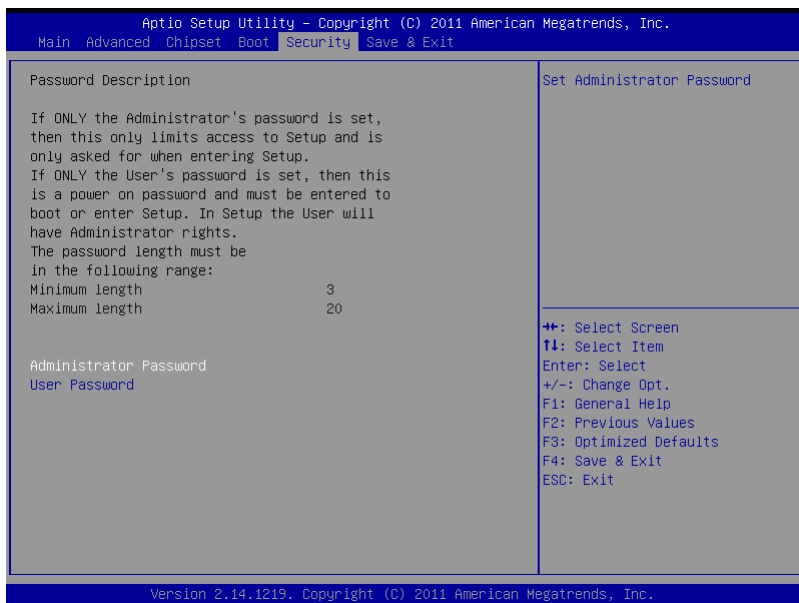 Aptio Setup Utility – Copyright (C) 2011 American Megatrends, Inc.
Main Advanced Chipset Boot Security Save & Exit
Password Description
If ONLY the Administrator's password is set,
then this only limits access to Setup and is
only asked for when entering Setup.
If ONLY the User's password is set, then this
is a power on password and must be entered to
boot or enter Setup. In Setup the User will
have Administrator rights.
The password length must be
in the following range:
Minimum length 3
Maximum length 20
Administrator Password
User Password
Set Administrator Password
→←: Select Screen
↑↓: Select Item
Enter: Select
+/-: Change Opt.
F1: General Help
F2: Previous Values
F3: Optimized Defaults
F4: Save & Exit
ESC: Exit
Version 2.14.1219. Copyright (C) 2011 American Megatrends, Inc.